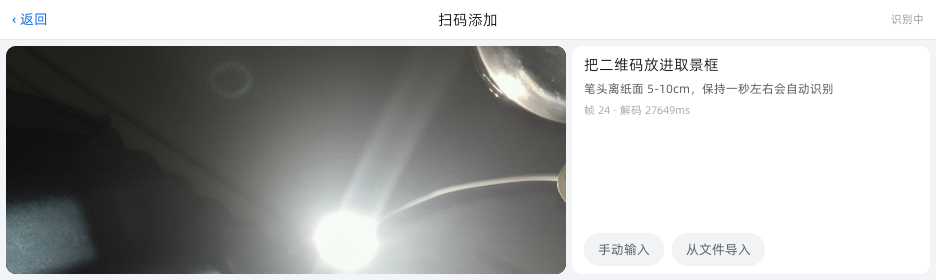 ‹ 返回
扫码添加
识别中
把二维码放进取景框
笔头离纸面 5-10cm，保持一秒左右会自动识别
帧 24 · 解码 27649ms
手动输入
从文件导入